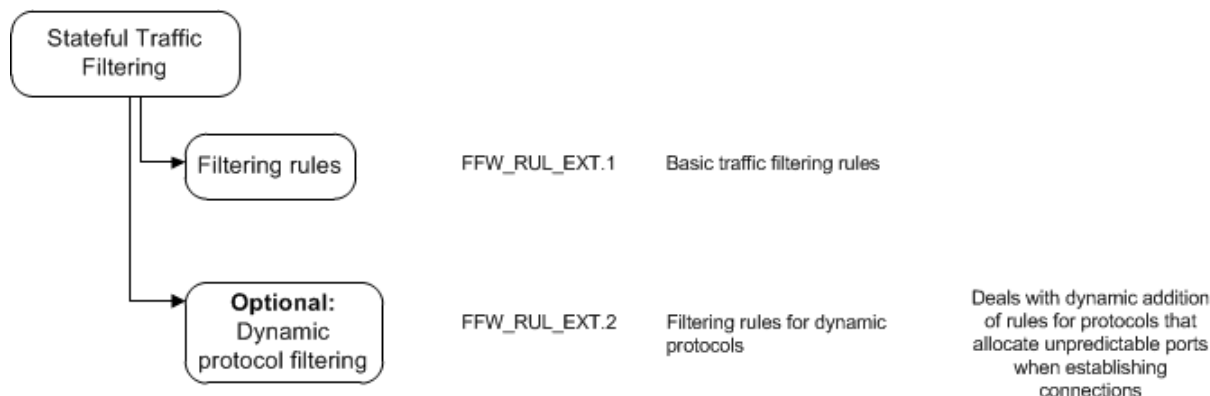 Stateful Traffic
Filtering
Filtering rules
FFW_RUL_EXT.1
Basic traffic filtering rules
Optional:
Dynamic
protocol filtering
FFW_RUL_EXT.2
Filtering rules for dynamic
protocols
Deals with dynamic addition
of rules for protocols that
allocate unpredictable ports
when establishing
connections